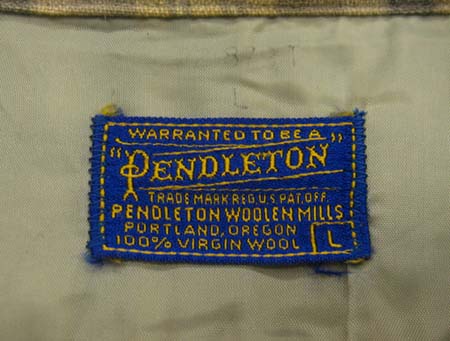 WARRANTED TO BE A
"PENDLETON"
TRADE MARK REG. U.S. PAT. OFF.
PENDLETON WOOLEN MILLS
PORTLAND, OREGON
100% VIRGIN WOOL L